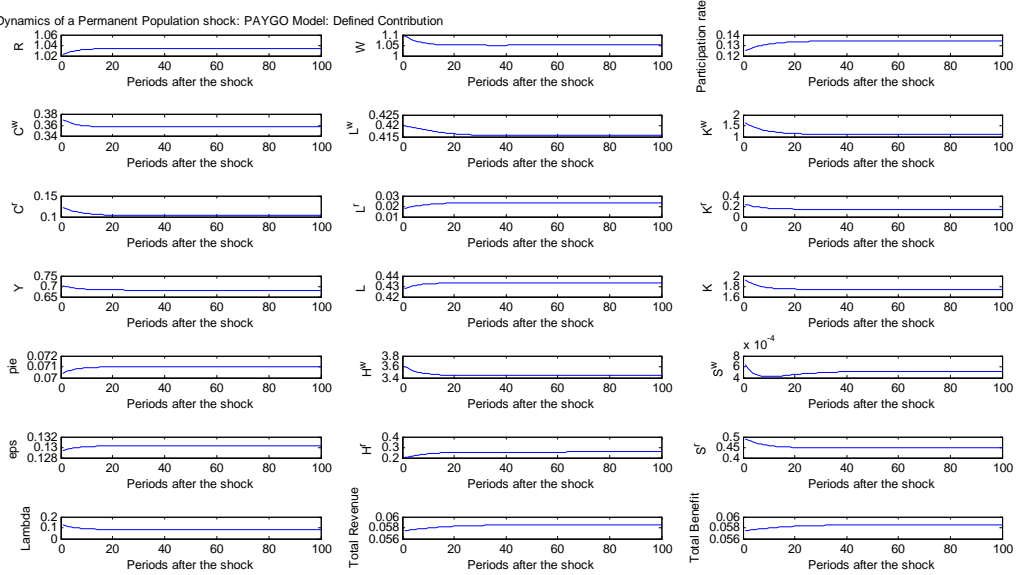 Dynamics of a Permanent Population shock: PAYGO Model: Defined Contribution
R
1.06
1.04
1.02
0 20 40 60 80 100
Periods after the shock
W
1.1
1.05
1
0 20 40 60 80 100
Periods after the shock
Participation rate
0.14
0.13
0.12
0 20 40 60 80 100
Periods after the shock
C^w
0.38
0.36
0.34
0 20 40 60 80 100
Periods after the shock
L^w
0.425
0.42
0.415
0 20 40 60 80 100
Periods after the shock
K^w
2
1.5
1
0 20 40 60 80 100
Periods after the shock
C^r
0.15
0.1
0 20 40 60 80 100
Periods after the shock
L^r
0.03
0.02
0.01
0 20 40 60 80 100
Periods after the shock
K^r
0.4
0.2
0
0 20 40 60 80 100
Periods after the shock
Y
0.75
0.7
0.65
0 20 40 60 80 100
Periods after the shock
L
0.44
0.43
0.42
0 20 40 60 80 100
Periods after the shock
K
2
1.8
1.6
0 20 40 60 80 100
Periods after the shock
pie
0.072
0.071
0.07
0 20 40 60 80 100
Periods after the shock
H^w
3.8
3.6
3.4
0 20 40 60 80 100
Periods after the shock
S^w
x 10^-4
8
6
4
0 20 40 60 80 100
Periods after the shock
eps
0.132
0.13
0.128
0 20 40 60 80 100
Periods after the shock
H^r
0.4
0.3
0.2
0 20 40 60 80 100
Periods after the shock
S^r
0.5
0.45
0.4
0 20 40 60 80 100
Periods after the shock
Lambda
0.2
0.1
0
0 20 40 60 80 100
Periods after the shock
Total Revenue
0.06
0.058
0.056
0 20 40 60 80 100
Periods after the shock
Total Benefit
0.06
0.058
0.056
0 20 40 60 80 100
Periods after the shock